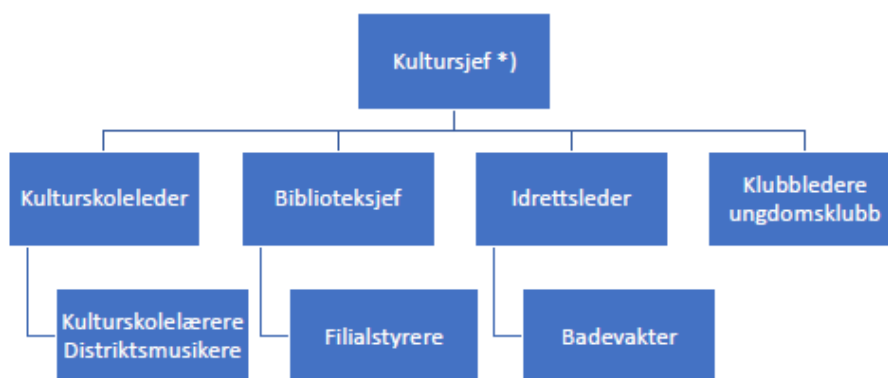 Kultursjef *)
Kulturskoleleder
Biblioteksjef
Idrettsleder
Klubbledere
ungdomsklubb
Kulturskolelærere
Distriktsmusikere
Filialstyrere
Badevakter